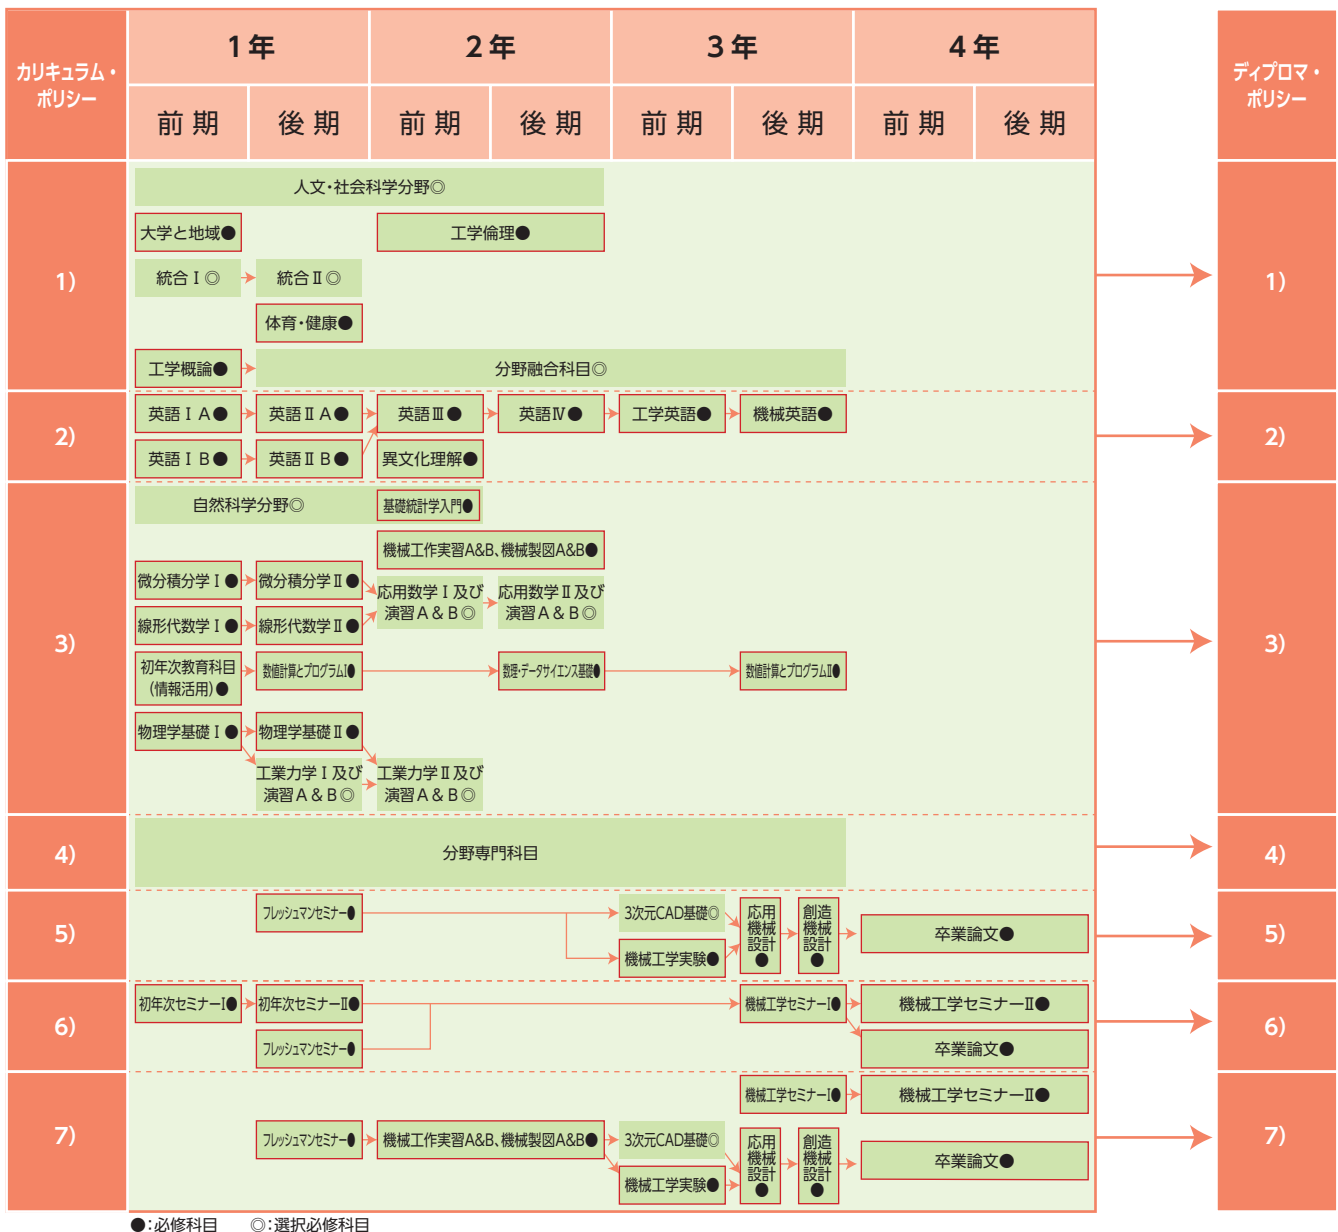 カリキュラム・
ポリシー
1年
2年
3年
4年
ディプロマ・
ポリシー
前期
後期
前期
後期
前期
後期
前期
後期
1)
人文・社会科学分野◎
大学と地域●
工学倫理●
統合Ⅰ◎
統合Ⅱ◎
体育・健康●
工学概論●
分野融合科目◎
1)
2)
英語ⅠA●
英語ⅡA●
英語Ⅲ●
英語Ⅳ●
工学英語●
機械英語●
英語ⅠB●
英語ⅡB●
異文化理解●
2)
3)
自然科学分野◎
基礎統計学入門●
機械工作実習A&B、機械製図A&B●
微分積分学Ⅰ●
微分積分学Ⅱ●
応用数学Ⅰ及び
演習A&B◎
応用数学Ⅱ及び
演習A&B◎
線形代数学Ⅰ●
線形代数学Ⅱ●
初年次教育科目
(情報活用)●
数値計算とプログラムⅠ●
数理・データサイエンス基礎●
数値計算とプログラムⅡ●
物理学基礎Ⅰ●
物理学基礎Ⅱ●
工業力学Ⅰ及び
演習A&B◎
工業力学Ⅱ及び
演習A&B◎
3)
4)
分野専門科目
4)
5)
フレッシュマンセミナー●
3次元CAD基礎◎
機械工学実験●
応用
機械
設計
●
創造
機械
設計
●
卒業論文●
5)
6)
初年次セミナーⅠ●
初年次セミナーⅡ●
機械工学セミナーⅠ●
機械工学セミナーⅡ●
フレッシュマンセミナー●
卒業論文●
6)
7)
機械工学セミナーⅠ●
機械工学セミナーⅡ●
フレッシュマンセミナー●
機械工作実習A&B、機械製図A&B●
3次元CAD基礎◎
機械工学実験●
応用
機械
設計
●
創造
機械
設計
●
卒業論文●
7)
●:必修科目 ◎:選択必修科目